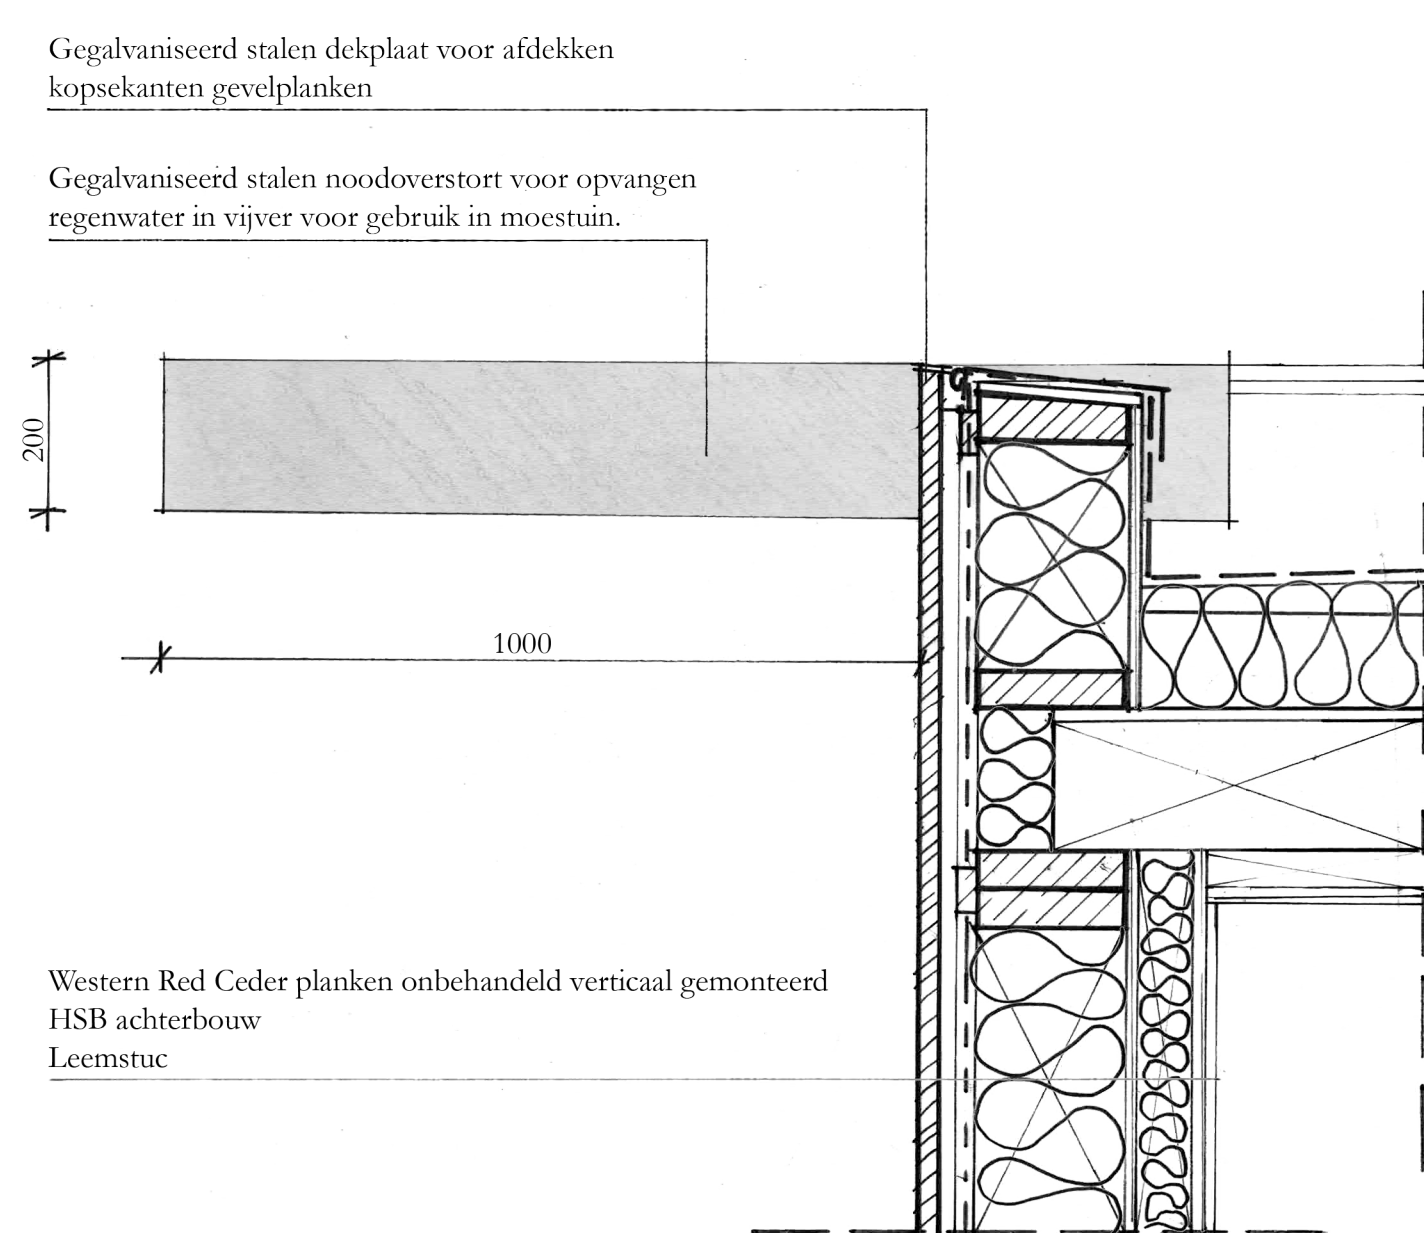 Gegalvaniseerd stalen dekplaat voor afdekken
kopsekanten gevelplanken
Gegalvaniseerd stalen noodoverstort voor opvangen
regenwater in vijver voor gebruik in moestuin.
200
1000
Western Red Ceder planken onbehandeld verticaal gemonteerd
HSB achterbouw
Leemstuc